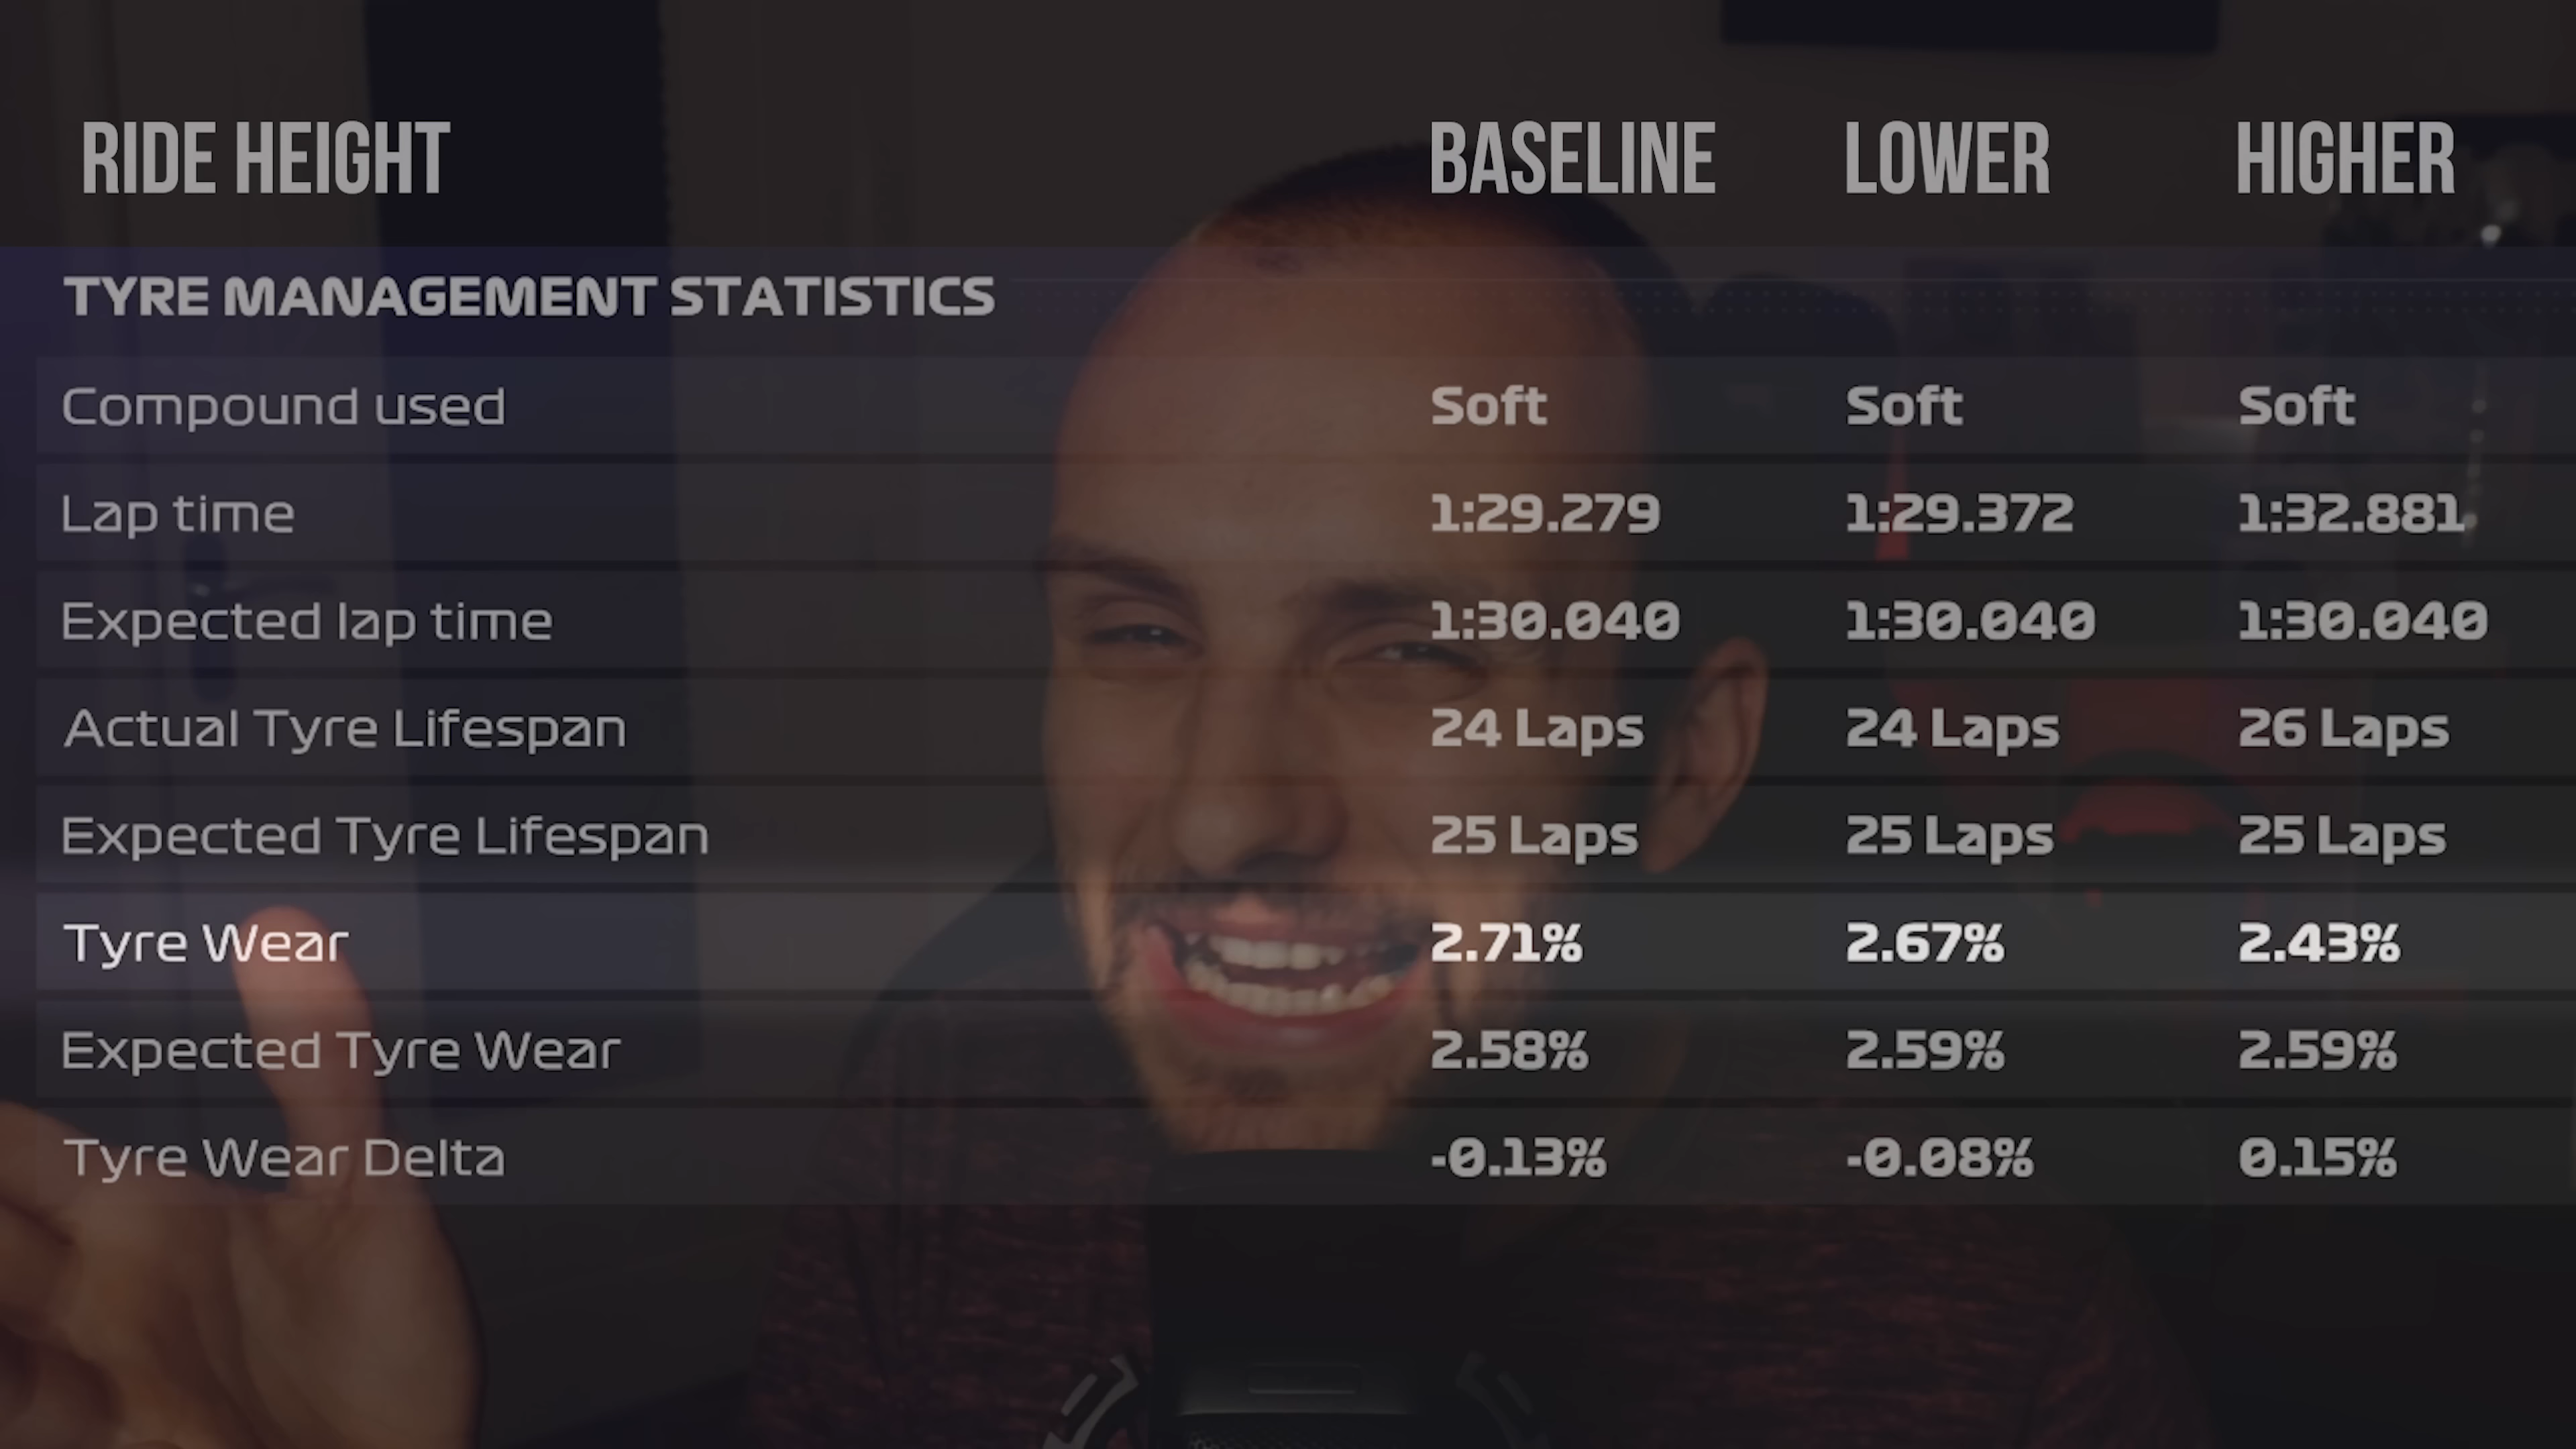 RIDE HEIGHT BASELINE LOWER HIGHER
TYRE MANAGEMENT STATISTICS
Compound used Soft Soft Soft
Lap time 1:29.279 1:29.372 1:32.881
Expected lap time 1:30.040 1:30.040 1:30.040
Actual Tyre Lifespan 24 Laps 24 Laps 26 Laps
Expected Tyre Lifespan 25 Laps 25 Laps 25 Laps
Tyre Wear 2.71% 2.67% 2.43%
Expected Tyre Wear 2.58% 2.59% 2.59%
Tyre Wear Delta -0.13% -0.08% 0.15%